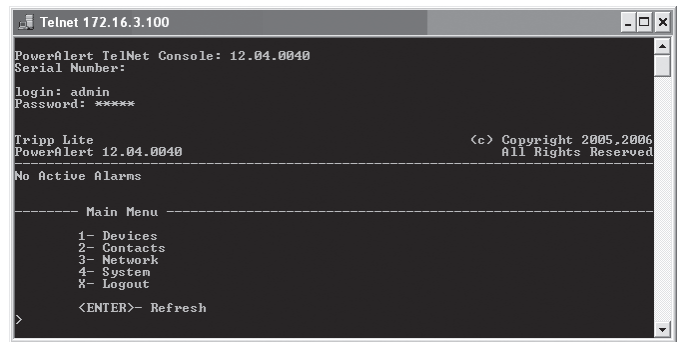 Telnet 172.16.3.100
PowerAlert TelNet Console: 12.04.0040
Serial Number:
login: admin
Password: *****
Tripp Lite (c) Copyright 2005,2006
PowerAlert 12.04.0040 All Rights Reserved
No Active Alarms
-------- Main Menu --------
1- Devices
2- Contacts
3- Network
4- System
X- Logout
<ENTER>- Refresh
>